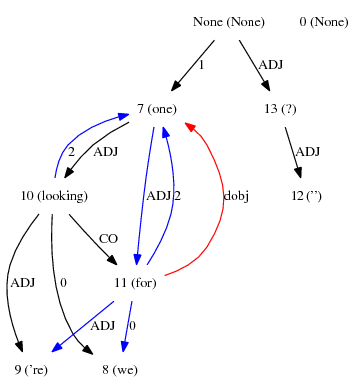 None (None) 0 (None)
1 ADJ
7 (one) 13 (?)
2 ADJ ADJ
10 (looking) ADJ 2 dobj 12 ('')
CO
ADJ 0 11 (for)
ADJ 0
9 ('re) 8 (we)